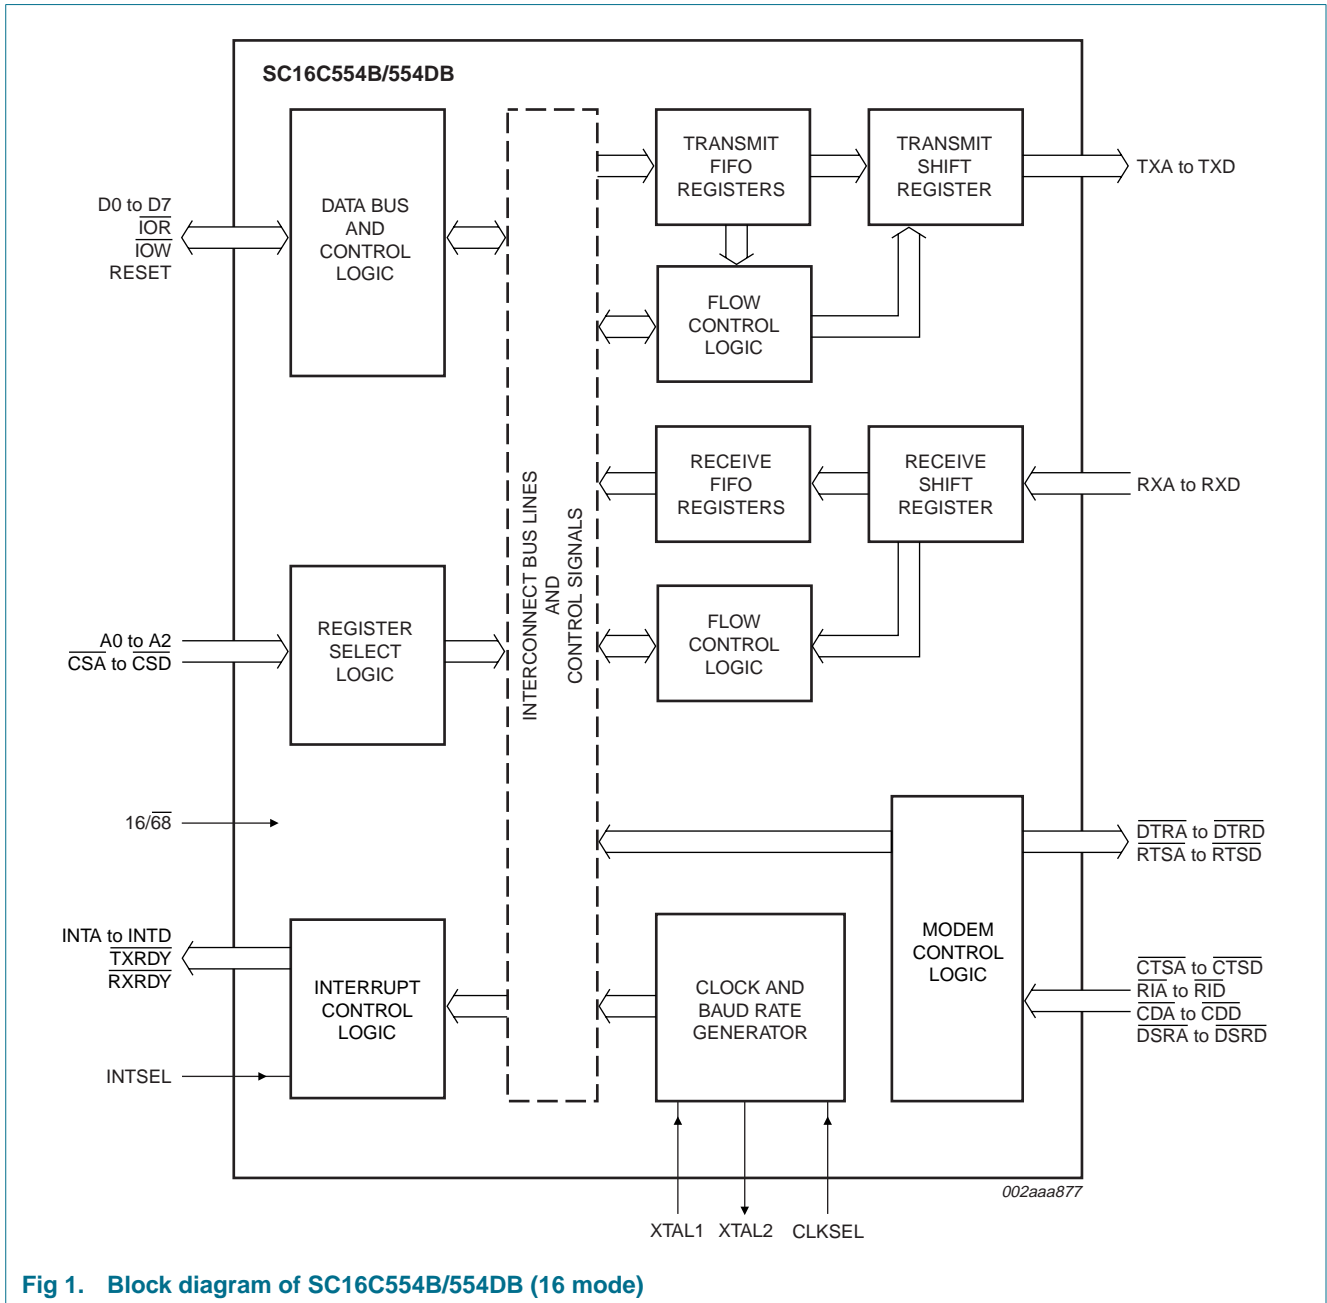 SC16C554B/554DB
D0 to D7
IOR
IOW
RESET
DATA BUS
AND
CONTROL
LOGIC
TRANSMIT
FIFO
REGISTERS
TRANSMIT
SHIFT
REGISTER
TXA to TXD
FLOW
CONTROL
LOGIC
INTERCONNECT BUS LINES
AND
CONTROL SIGNALS
RECEIVE
FIFO
REGISTERS
RECEIVE
SHIFT
REGISTER
RXA to RXD
A0 to A2
CSA to CSD
REGISTER
SELECT
LOGIC
FLOW
CONTROL
LOGIC
16/68
DTRA to DTRD
RTSA to RTSD
INTA to INTD
TXRDY
RXRDY
INTSEL
INTERRUPT
CONTROL
LOGIC
CLOCK AND
BAUD RATE
GENERATOR
MODEM
CONTROL
LOGIC
CTSA to CTSD
RIA to RID
CDA to CDD
DSRA to DSRD
XTAL1 XTAL2 CLKSEL
002aaa877
Fig 1. Block diagram of SC16C554B/554DB (16 mode)